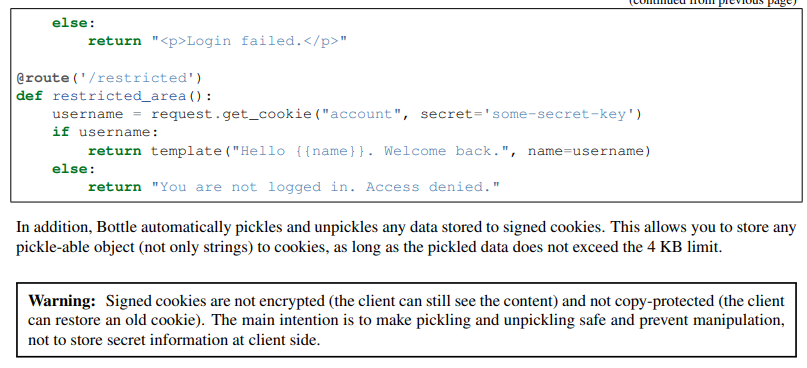 (continued from previous page)
    else:
        return "<p>Login failed.</p>"

@route('/restricted')
def restricted_area():
    username = request.get_cookie("account", secret='some-secret-key')
    if username:
        return template("Hello {{name}}. Welcome back.", name=username)
    else:
        return "You are not logged in. Access denied."

In addition, Bottle automatically pickles and unpickles any data stored to signed cookies. This allows you to store any
pickle-able object (not only strings) to cookies, as long as the pickled data does not exceed the 4 KB limit.

Warning: Signed cookies are not encrypted (the client can still see the content) and not copy-protected (the client
can restore an old cookie). The main intention is to make pickling and unpickling safe and prevent manipulation,
not to store secret information at client side.